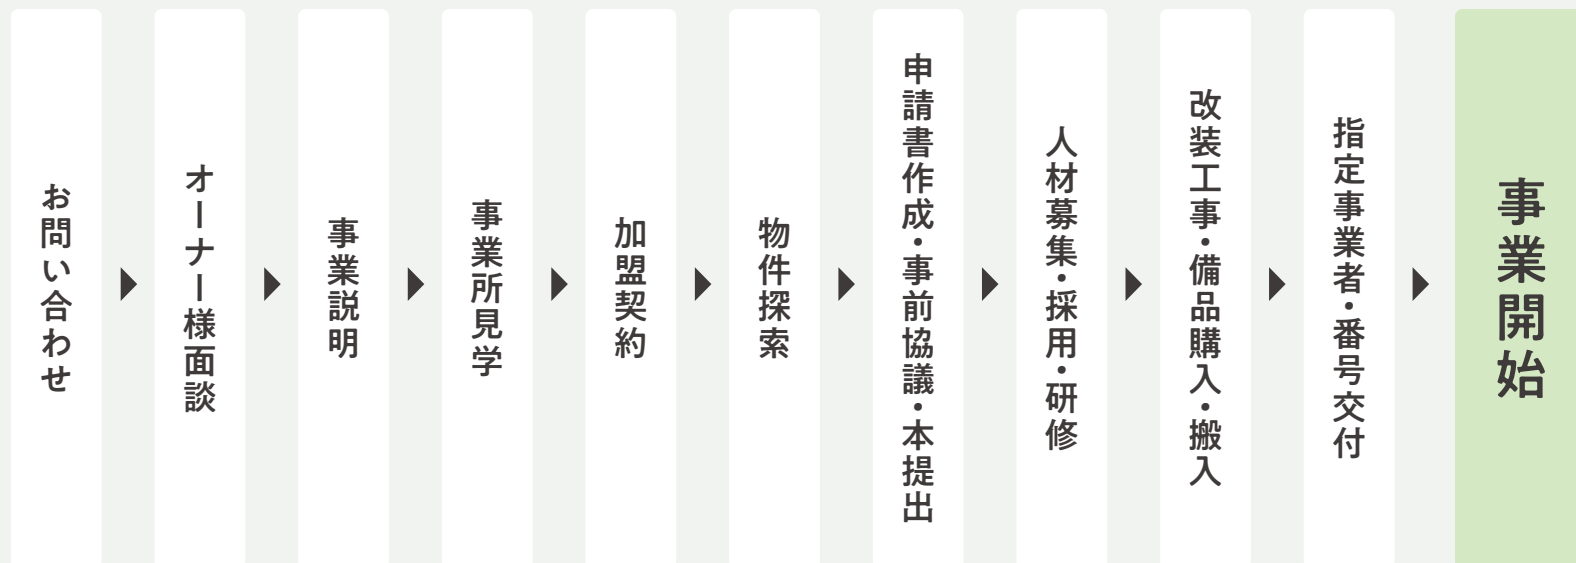 お問い合わせ
オーナー様面談
事業説明
事業所見学
加盟契約
物件探索
申請書作成・事前協議・本提出
人材募集・採用・研修
改装工事・備品購入・搬入
指定事業者・番号交付
事業開始